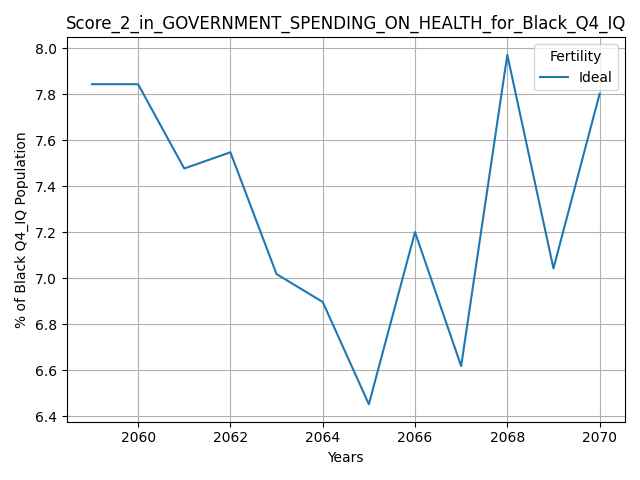 Score_2_in_GOVERNMENT_SPENDING_ON_HEALTH_for_Black_Q4_IQ
Fertility
Ideal
% of Black Q4_IQ Population
8.0
7.8
7.6
7.4
7.2
7.0
6.8
6.6
6.4
2060 2062 2064 2066 2068 2070
Years